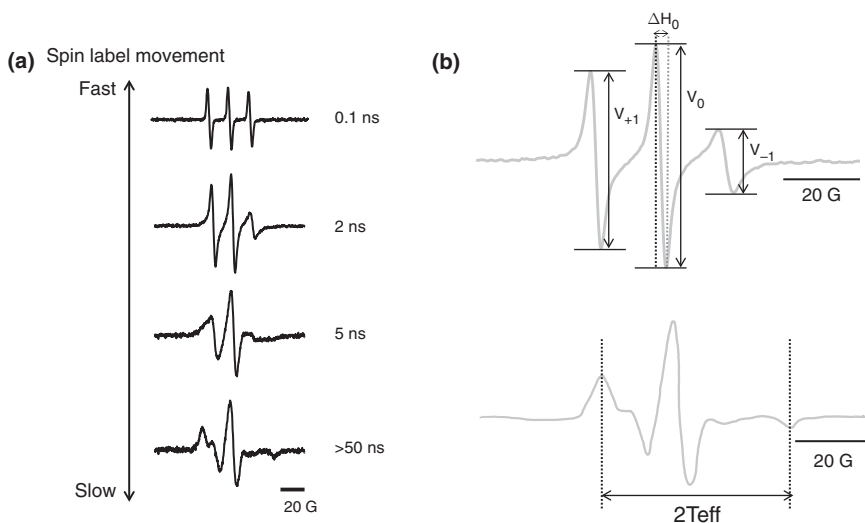 (a) Spin label movement
Fast
0.1 ns
2 ns
5 ns
>50 ns
Slow
20 G
(b)
ΔH₀
V₊₁
V₀
V₋₁
20 G
20 G
2Teff